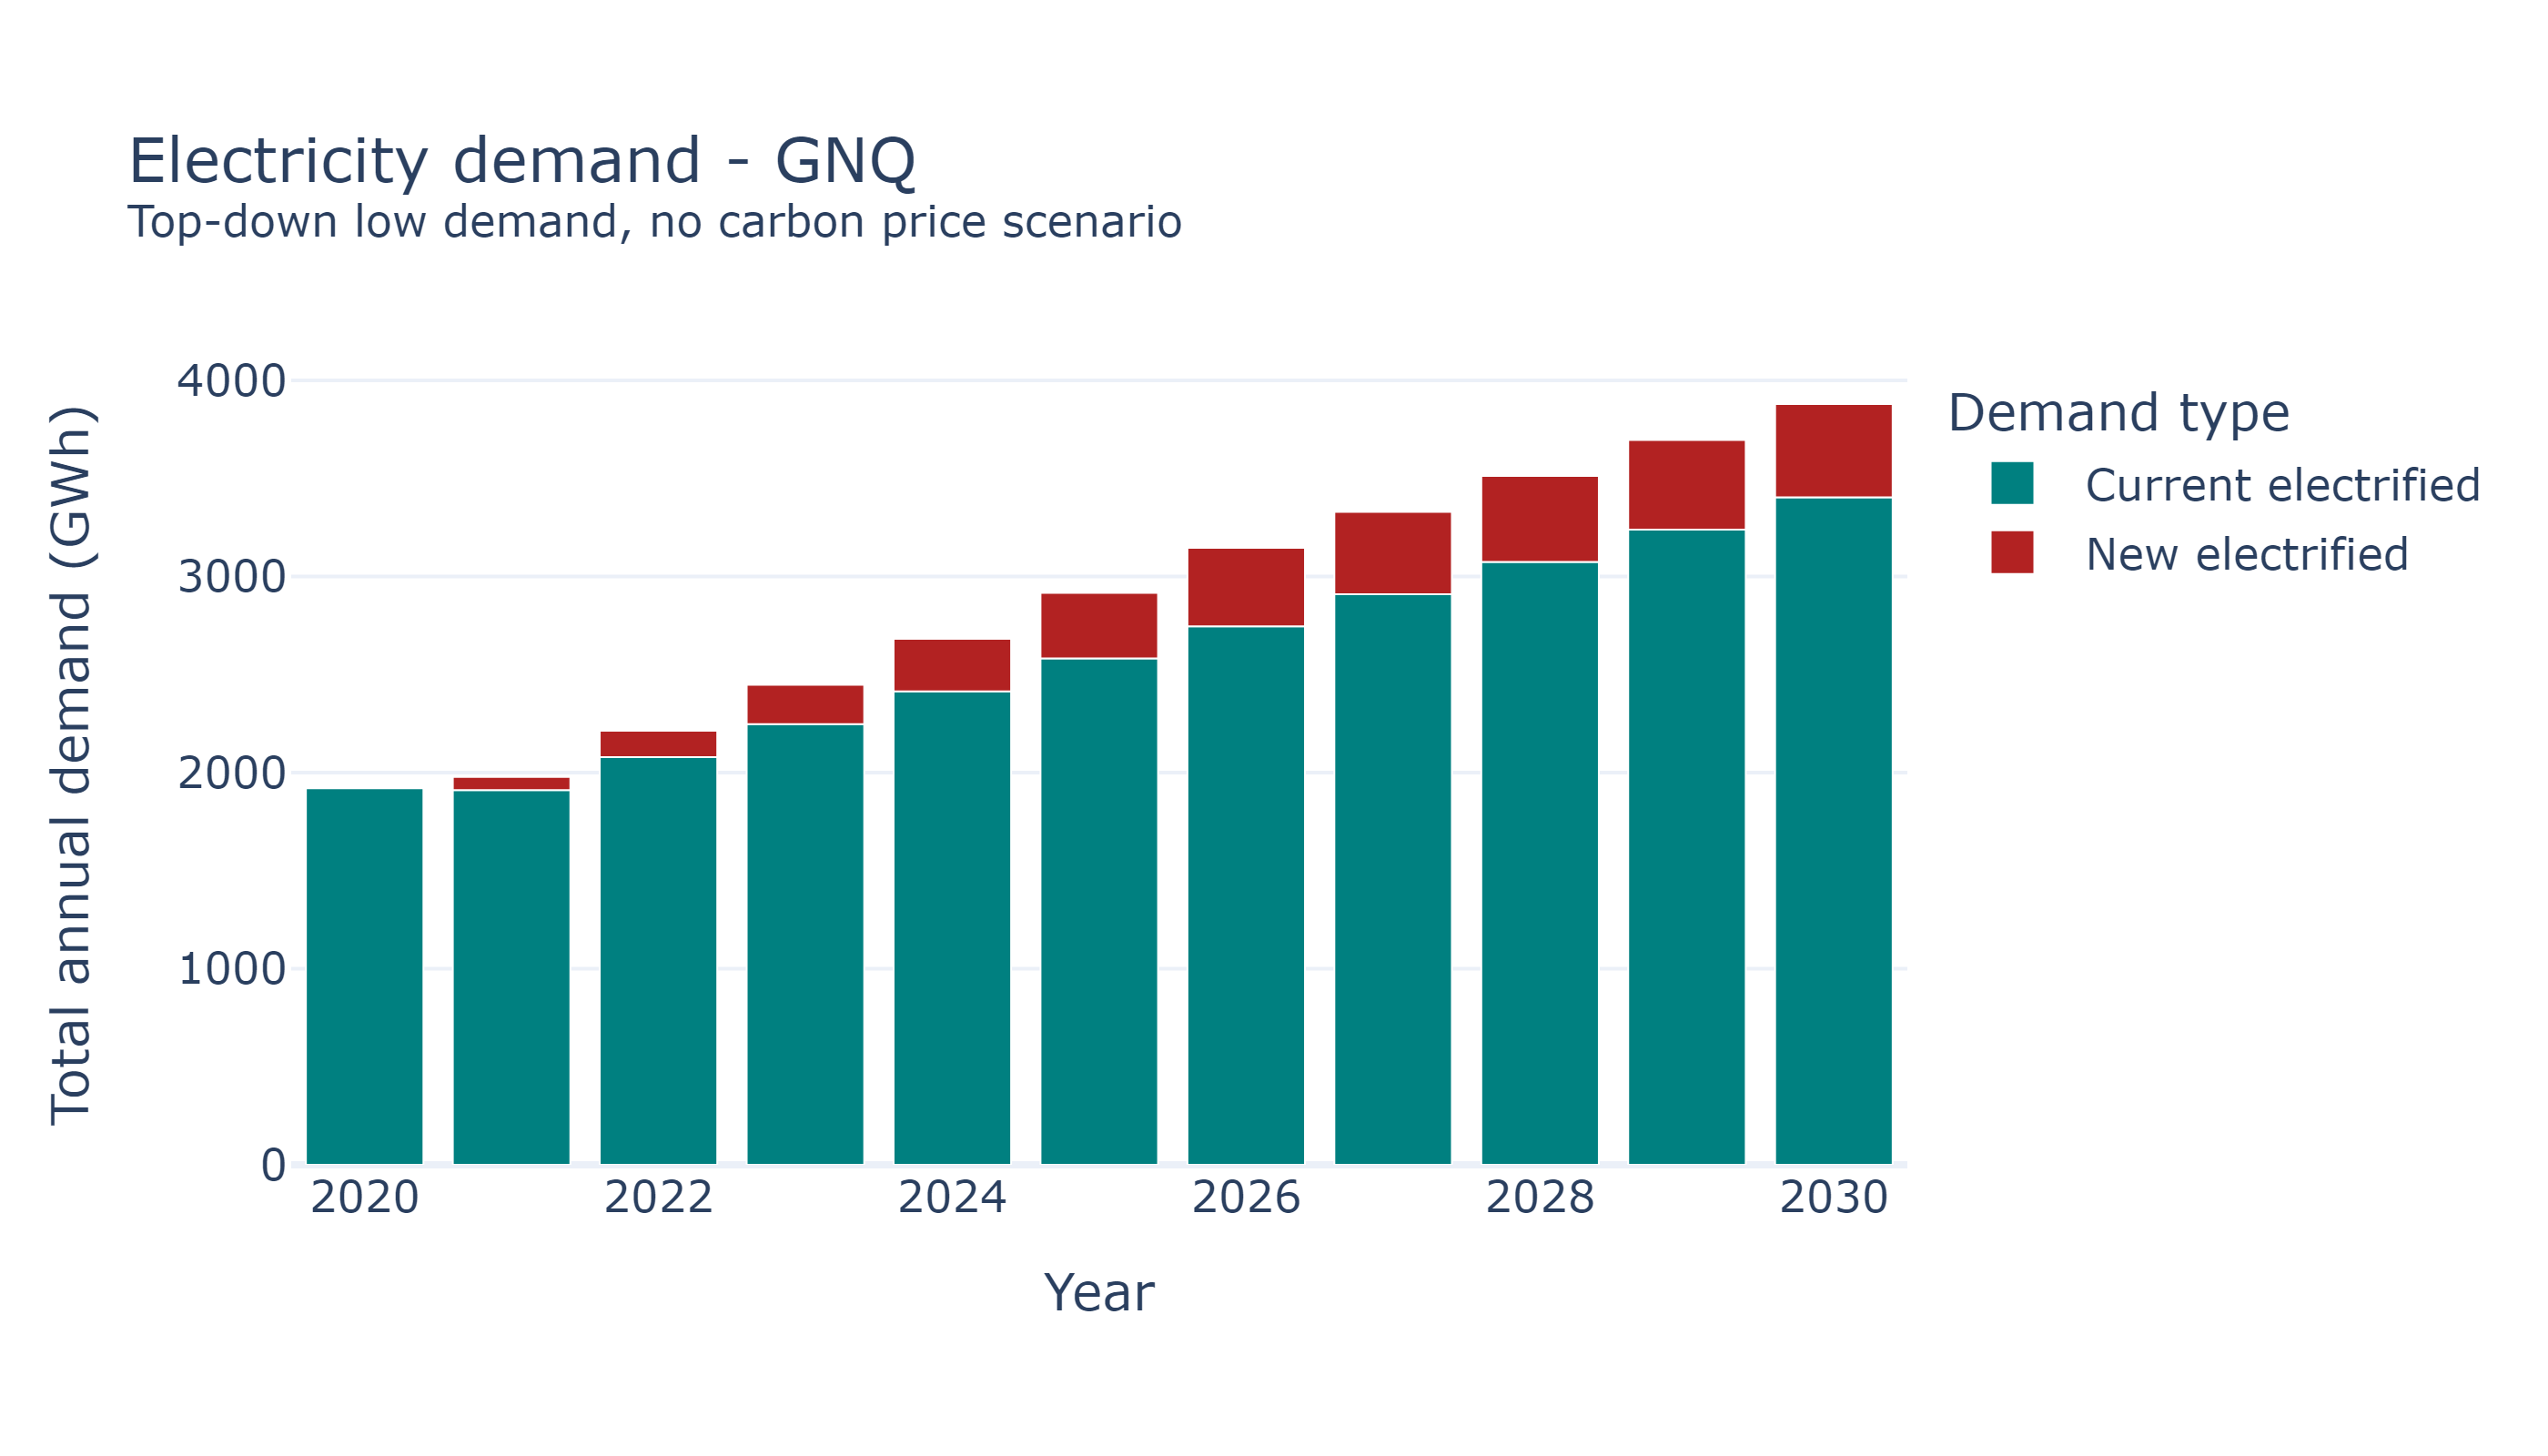 Electricity demand - GNQ
Top-down low demand, no carbon price scenario
Total annual demand (GWh)
4000
3000
2000
1000
0
2020
2022
2024
2026
2028
2030
Year
Demand type
Current electrified
New electrified